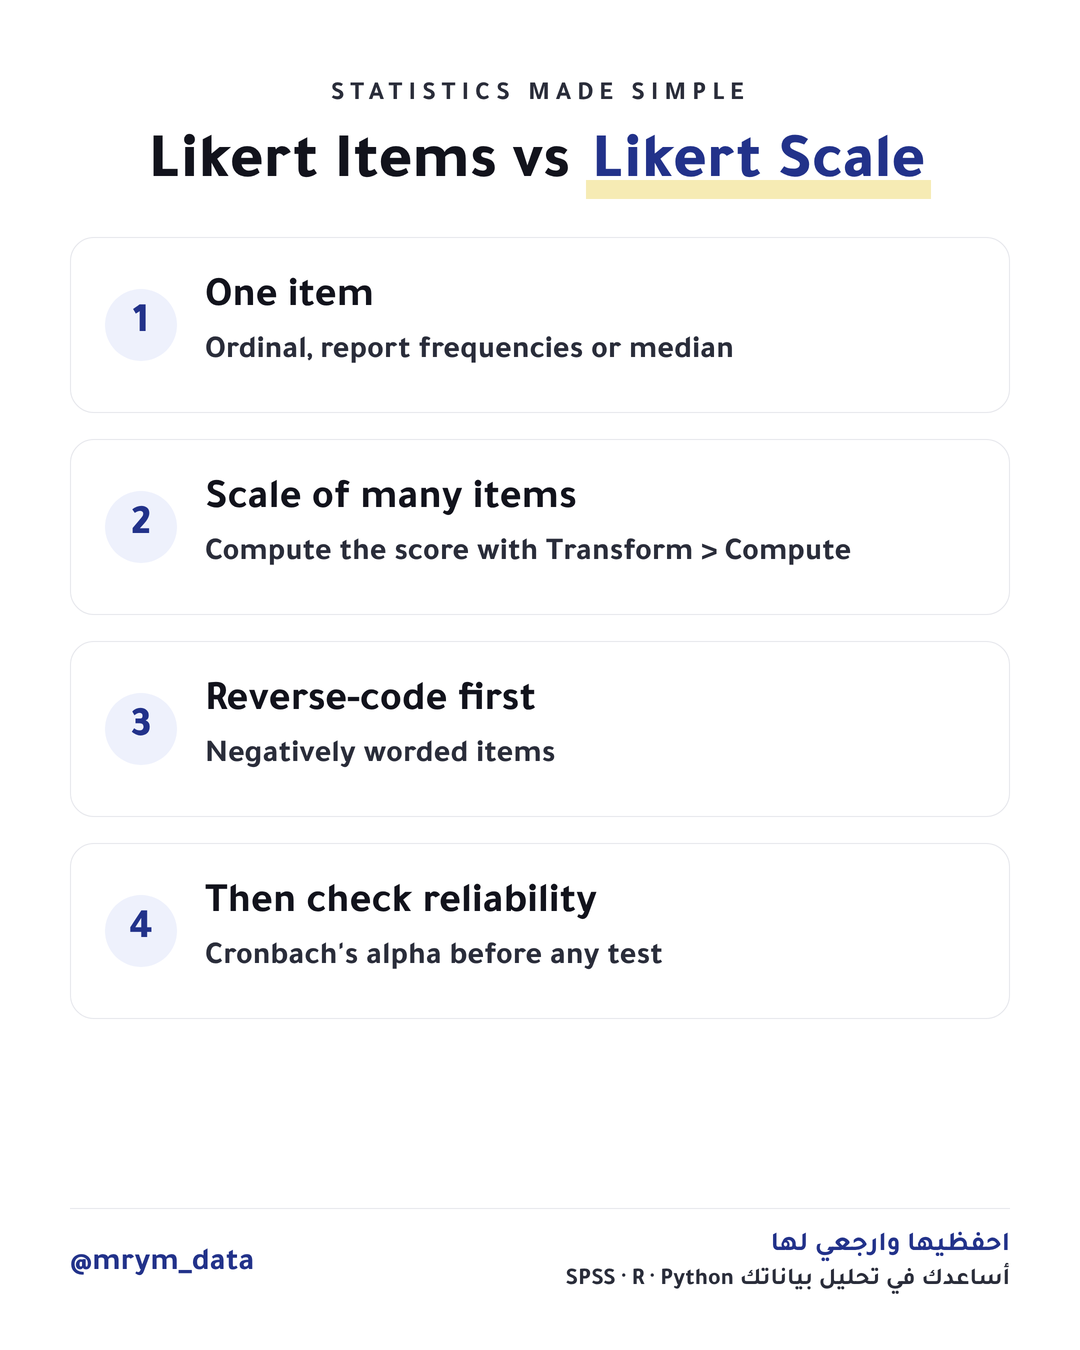 STATISTICS MADE SIMPLE
Likert Items vs Likert Scale
1
One item
Ordinal, report frequencies or median
2
Scale of many items
Compute the score with Transform > Compute
3
Reverse-code first
Negatively worded items
4
Then check reliability
Cronbach's alpha before any test
@mrym_data
احفظيها وارجعي لها
أساعدك في تحليل بياناتك SPSS · R · Python